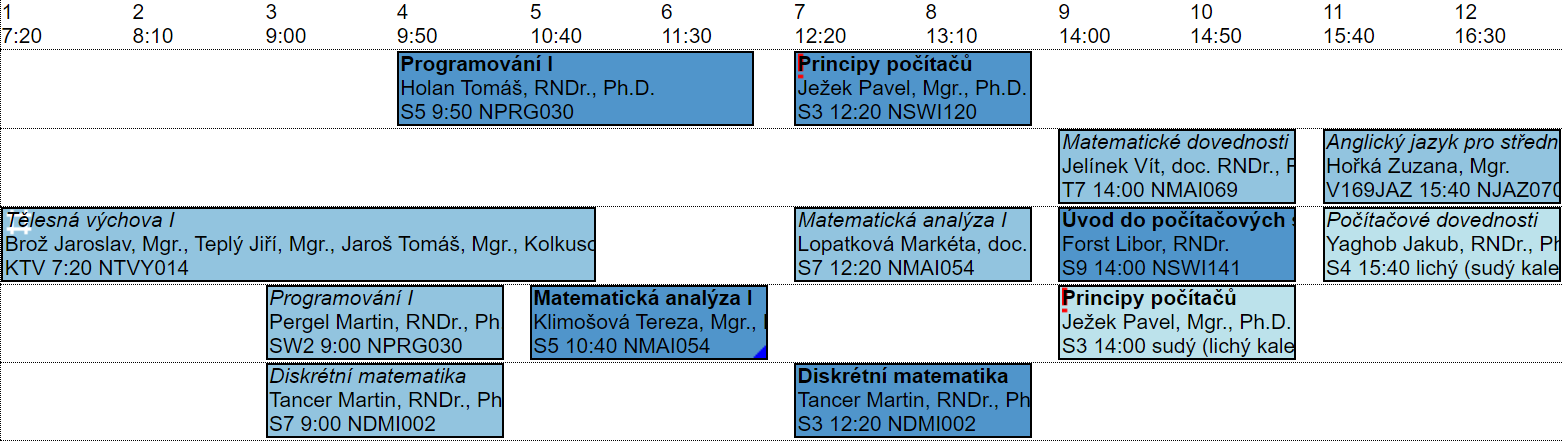 1 2 3 4 5 6 7 8 9 10 11 12
7:20 8:10 9:00 9:50 10:40 11:30 12:20 13:10 14:00 14:50 15:40 16:30
Programování I
Holan Tomáš, RNDr., Ph.D.
S5 9:50 NPRG030
Principy počítačů
Ježek Pavel, Mgr., Ph.D.
S3 12:20 NSWI120
Matematické dovednosti
Jelínek Vít, doc. RNDr., P
T7 14:00 NMAI069
Anglický jazyk pro středn
Hořká Zuzana, Mgr.
V169JAZ 15:40 NJAZ070
Tělesná výchova I
Brož Jaroslav, Mgr., Teplý Jiří, Mgr., Jaroš Tomáš, Mgr., Kolkusc
KTV 7:20 NTVY014
Matematická analýza I
Lopatková Markéta, doc.
S7 12:20 NMAI054
Úvod do počítačových s
Forst Libor, RNDr.
S9 14:00 NSWI141
Počítačové dovednosti
Yaghob Jakub, RNDr., Ph
S4 15:40 lichý (sudý kale
Programování I
Pergel Martin, RNDr., Ph
SW2 9:00 NPRG030
Matematická analýza I
Klimošová Tereza, Mgr.,
S5 10:40 NMAI054
Principy počítačů
Ježek Pavel, Mgr., Ph.D.
S3 14:00 sudý (lichý kale
Diskrétní matematika
Tancer Martin, RNDr., Ph
S7 9:00 NDMI002
Diskrétní matematika
Tancer Martin, RNDr., Ph
S3 12:20 NDMI002